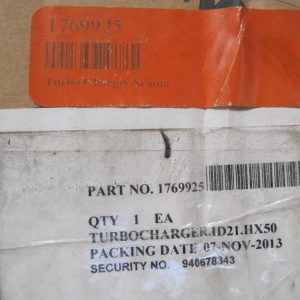 1769925
Turbo Charger Scania
PART NO. 1769925
QTY 1 EA
TURBOCHARGER.ID21.HX50
PACKING DATE 07-NOV-2013
SECURITY NO. 940678343